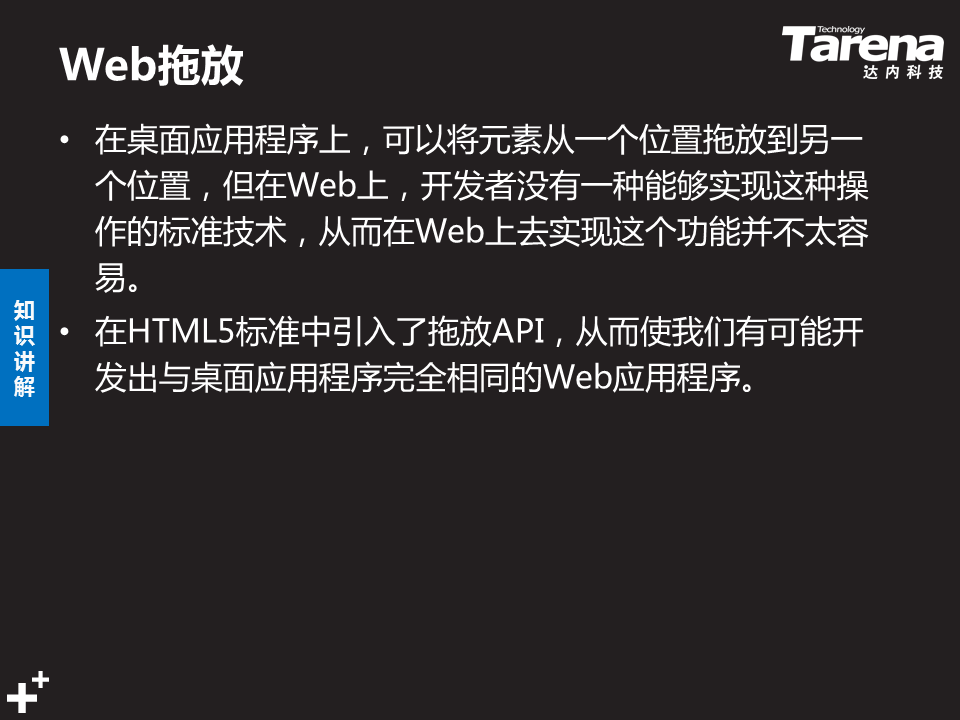 Web拖放
Technology
Tarena
达内科技
• 在桌面应用程序上，可以将元素从一个位置拖放到另一
个位置，但在Web上，开发者没有一种能够实现这种操
作的标准技术，从而在Web上去实现这个功能并不太容
易。
• 在HTML5标准中引入了拖放API，从而使我们有可能开
发出与桌面应用程序完全相同的Web应用程序。
知
识
讲
解